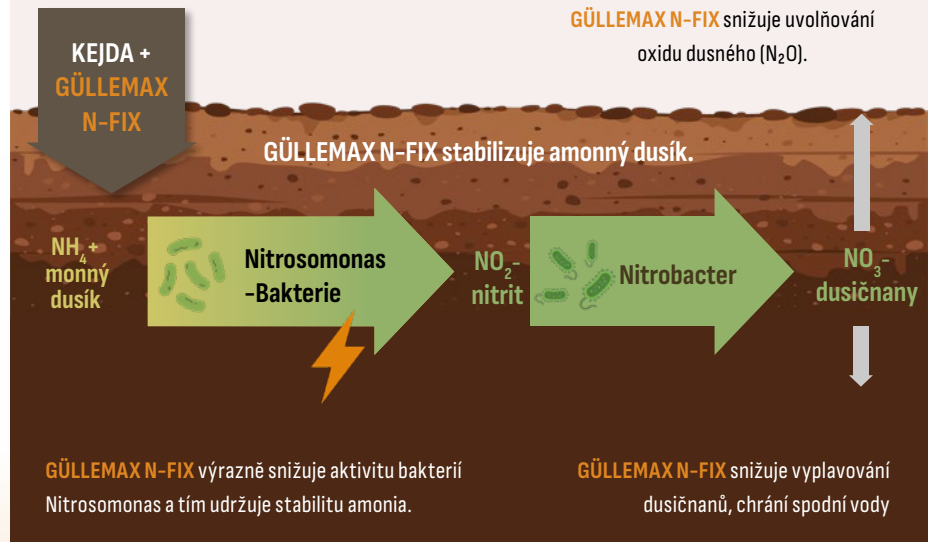 KEJDA +
GÜLLEMAX
N-FIX
GÜLLEMAX N-FIX snižuje uvolňování
oxidu dusného (N₂O).
GÜLLEMAX N-FIX stabilizuje amonný dusík.
NH₄+
monný
dusík
Nitrosomonas
-Bakterie
NO₂-
nitrit
Nitrobacter
NO₃-
dusičnany
GÜLLEMAX N-FIX výrazně snižuje aktivitu bakterií
Nitrosomonas a tím udržuje stabilitu amonia.
GÜLLEMAX N-FIX snižuje vyplavování
dusičnanů, chrání spodní vody